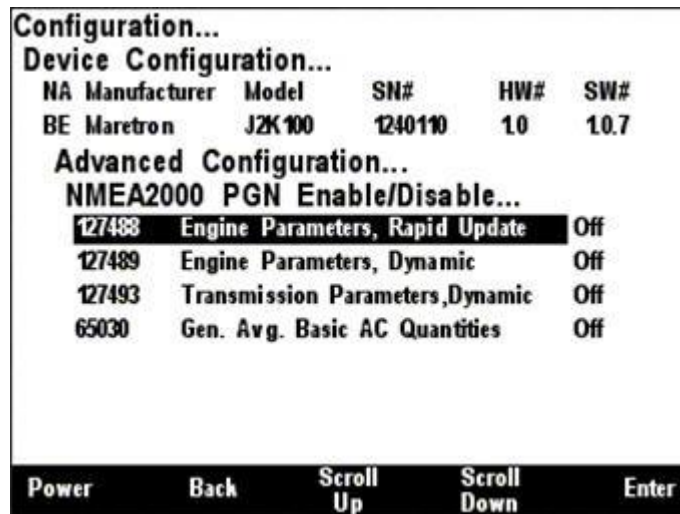 Configuration...
Device Configuration...
NA Manufacturer Model SN# HW# SW#
BE Maretron J2K100 1240110 1.0 1.0.7
Advanced Configuration...
NMEA2000 PGN Enable/Disable...
127488 Engine Parameters, Rapid Update Off
127489 Engine Parameters, Dynamic Off
127493 Transmission Parameters,Dynamic Off
65030 Gen. Avg. Basic AC Quantities Off
Power Back Scroll Up Scroll Down Enter